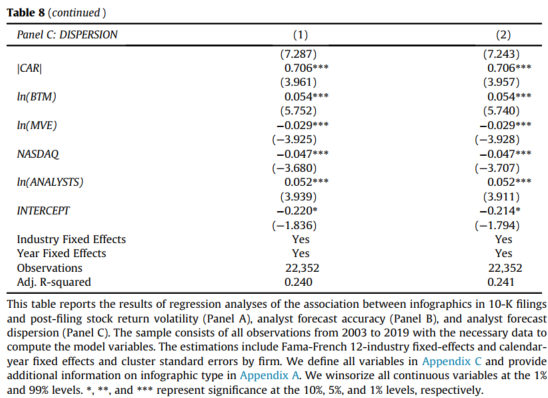 Table 8 (continued)
Panel C: DISPERSION (1) (2)
(7.287) (7.243)
|CAR| 0.706*** 0.706***
(3.961) (3.957)
ln(BTM) 0.054*** 0.054***
(5.752) (5.740)
ln(MVE) −0.029*** −0.029***
(−3.925) (−3.928)
NASDAQ −0.047*** −0.047***
(−3.680) (−3.707)
ln(ANALYSTS) 0.052*** 0.052***
(3.939) (3.911)
INTERCEPT −0.220* −0.214*
(−1.836) (−1.794)
Industry Fixed Effects Yes Yes
Year Fixed Effects Yes Yes
Observations 22,352 22,352
Adj. R-squared 0.240 0.241
This table reports the results of regression analyses of the association between infographics in 10-K filings
and post-filing stock return volatility (Panel A), analyst forecast accuracy (Panel B), and analyst forecast
dispersion (Panel C). The sample consists of all observations from 2003 to 2019 with the necessary data to
compute the model variables. The estimations include Fama-French 12-industry fixed-effects and calendar-
year fixed effects and cluster standard errors by firm. We define all variables in Appendix C and provide
additional information on infographic type in Appendix A. We winsorize all continuous variables at the 1%
and 99% levels. *, **, and *** represent significance at the 10%, 5%, and 1% levels, respectively.